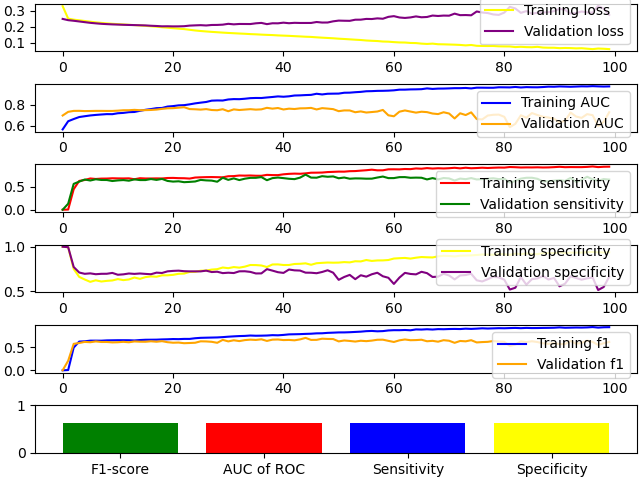 0.3
0.2
0.1
Training loss
Validation loss
0 20 40 60 80 100
0.8
0.6
Training AUC
Validation AUC
0 20 40 60 80 100
0.5
0.0
Training sensitivity
Validation sensitivity
0 20 40 60 80 100
1.0
0.5
Training specificity
Validation specificity
0 20 40 60 80 100
0.5
0.0
Training f1
Validation f1
0 20 40 60 80 100
1
0
F1-score AUC of ROC Sensitivity Specificity